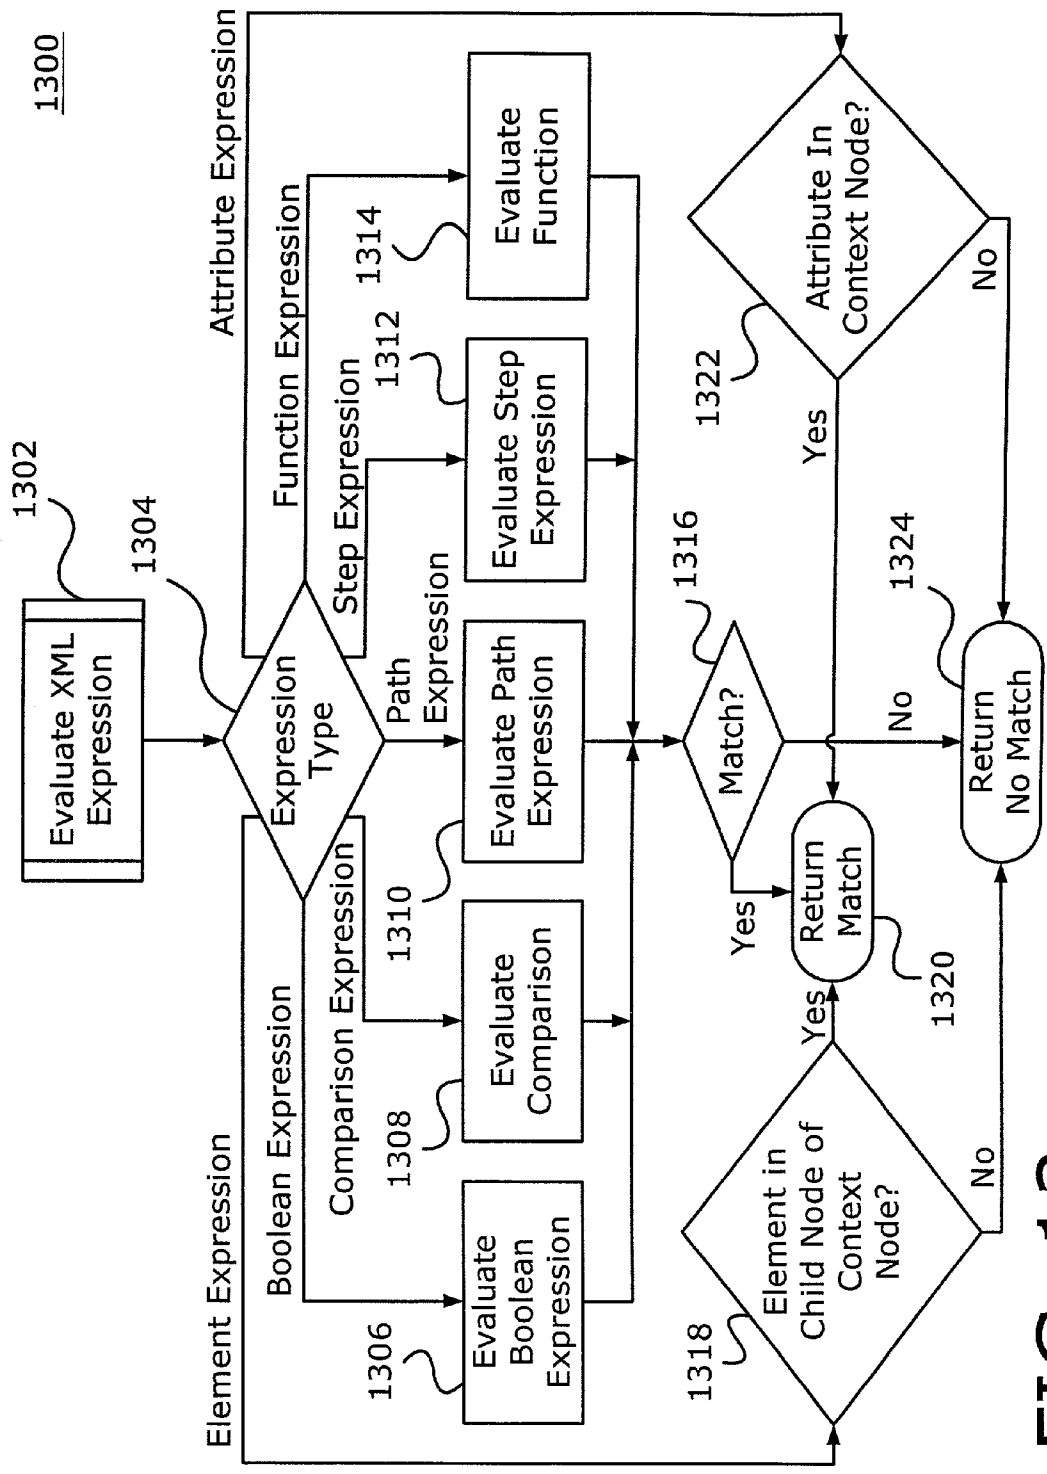 1300
Evaluate XML
Expression
1302
1304
Expression
Type
Element Expression
Boolean Expression
Comparison Expression
Path
Expression
Step Expression
Function Expression
Attribute Expression
1306
Evaluate
Boolean
Expression
1308
Evaluate
Comparison
1310
Evaluate Path
Expression
1312
Evaluate Step
Expression
1314
Evaluate
Function
1316
Match?
Yes
No
1318
Element in
Child Node of
Context
Node?
Yes
No
1320
Return
Match
1322
Attribute In
Context Node?
Yes
No
1324
Return
No Match